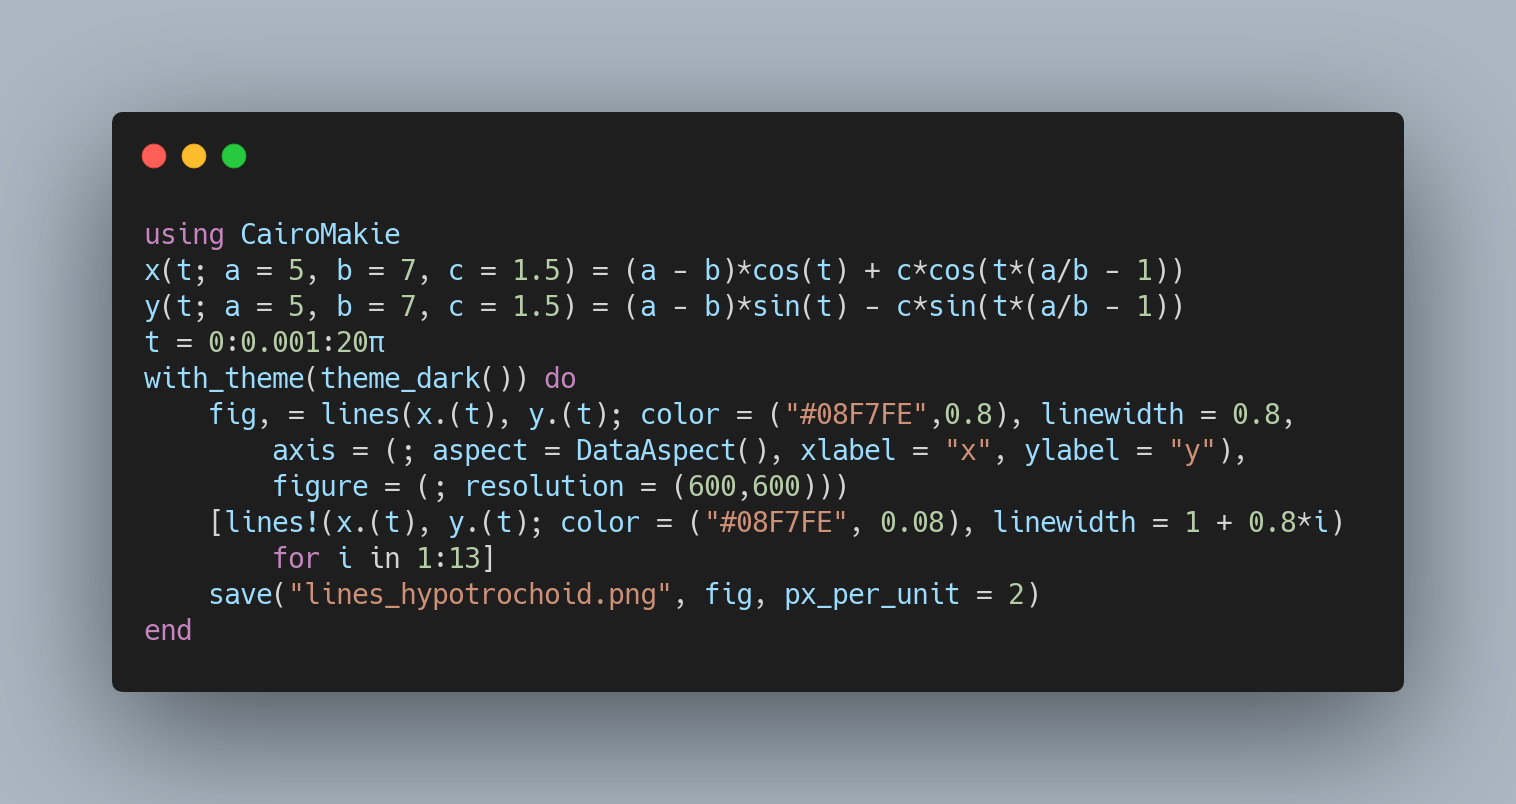 using CairoMakie
x(t; a = 5, b = 7, c = 1.5) = (a - b)*cos(t) + c*cos(t*(a/b - 1))
y(t; a = 5, b = 7, c = 1.5) = (a - b)*sin(t) - c*sin(t*(a/b - 1))
t = 0:0.001:20π
with_theme(theme_dark()) do
    fig, = lines(x.(t), y.(t); color = ("#08F7FE",0.8), linewidth = 0.8,
        axis = (; aspect = DataAspect(), xlabel = "x", ylabel = "y"),
        figure = (; resolution = (600,600)))
    [lines!(x.(t), y.(t); color = ("#08F7FE", 0.08), linewidth = 1 + 0.8*i)
        for i in 1:13]
    save("lines_hypotrochoid.png", fig, px_per_unit = 2)
end